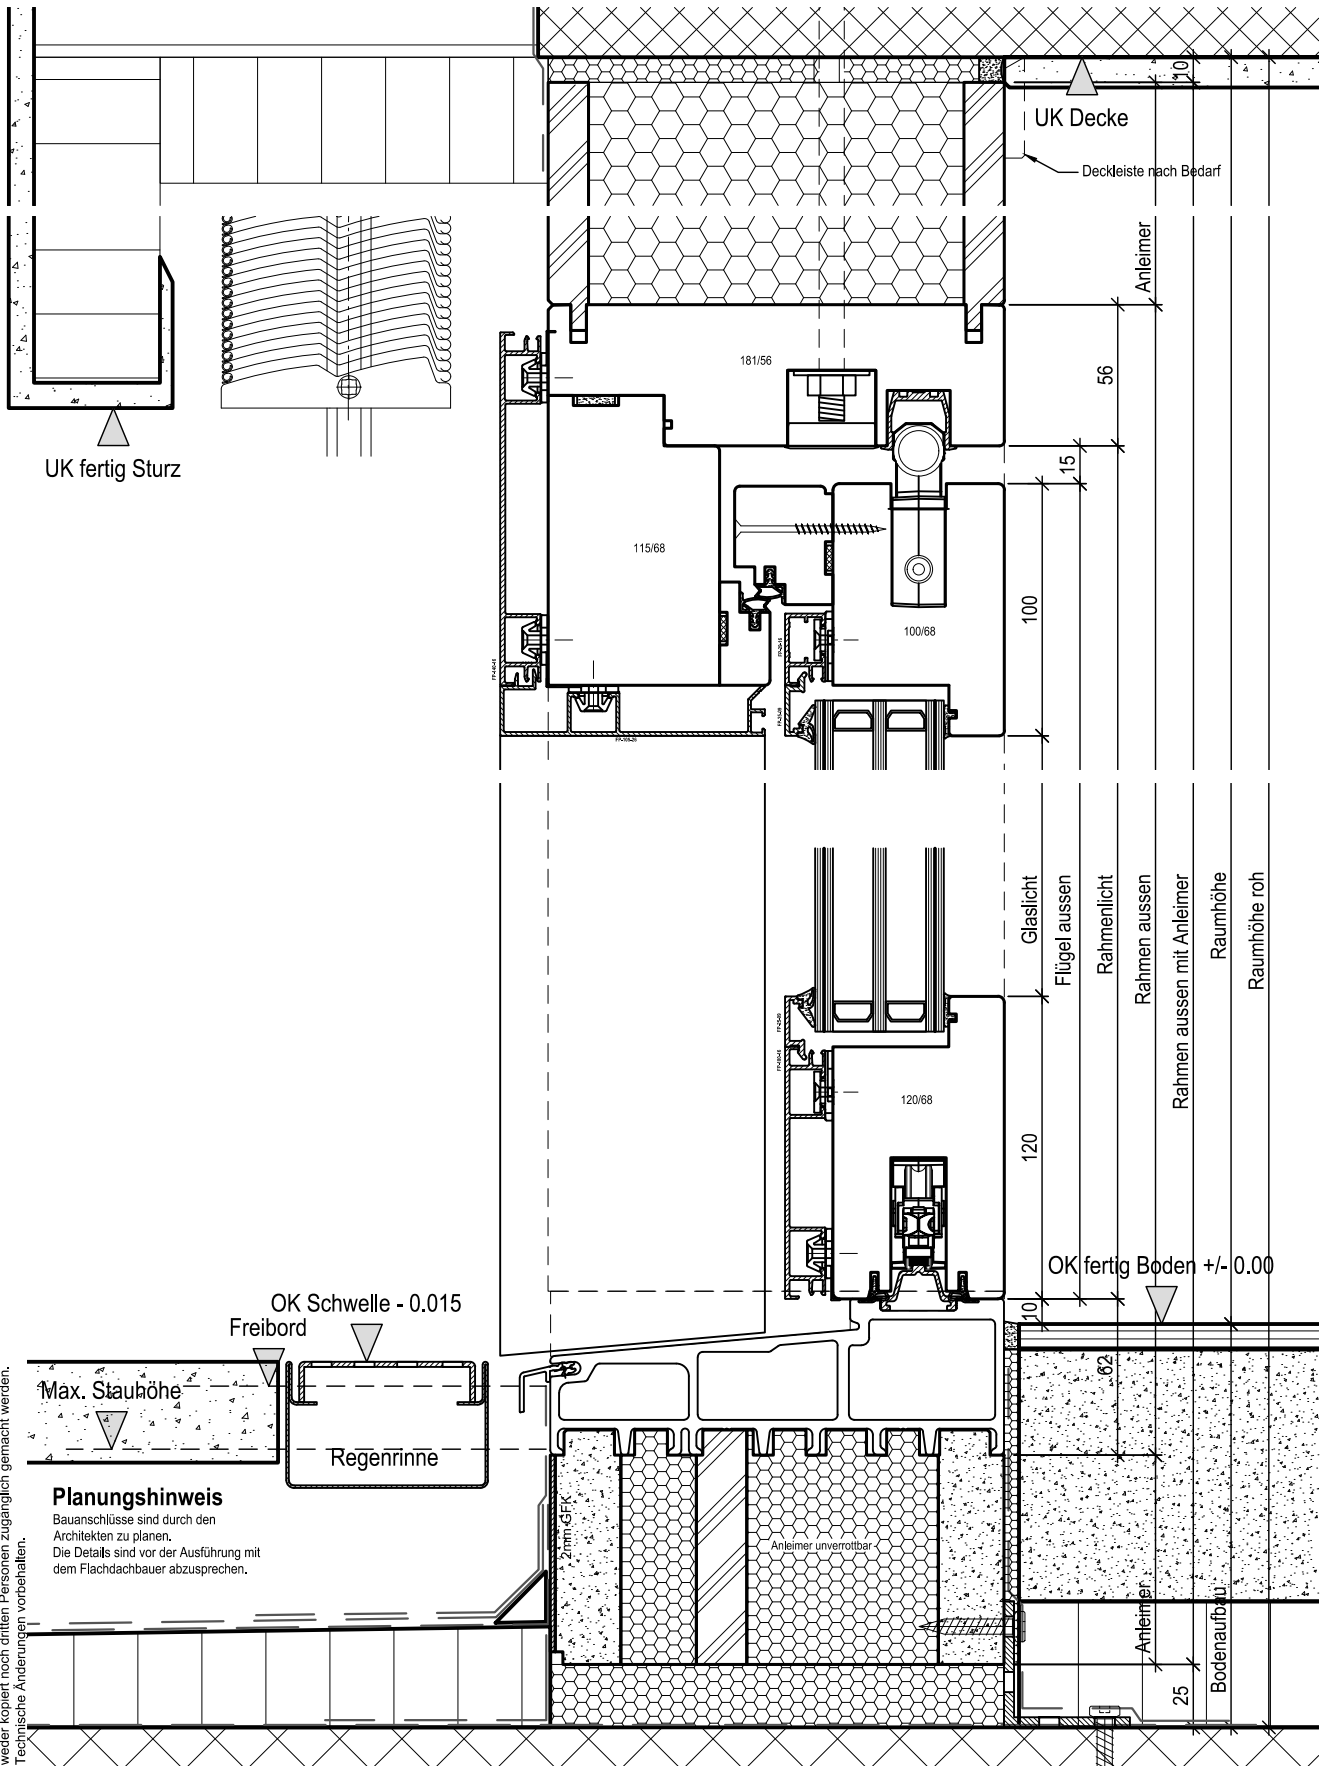 10
UK Decke
Deckleiste nach Bedarf
Anleimer
181/56
56
UK fertig Sturz
15
115/68
100
100/68
Glaslicht
Flügel aussen
Rahmenlicht
Rahmen aussen
Rahmen aussen mit Anleimer
Raumhöhe
Raumhöhe roh
120/68
120
OK fertig Boden +/- 0.00
OK Schwelle - 0.015
Freibord
10
62
Max. Stauhöhe
Regenrinne
Planungshinweis
Bauanschlüsse sind durch den
Architekten zu planen.
Die Details sind vor der Ausführung mit
dem Flachdachbauer abzusprechen.
2mm GFK
Anleimer unverrottbar
Anleimer
Bodenaufbau
25
weder kopiert noch dritten Personen zugänglich gemacht werden.
Technische Änderungen vorbehalten.